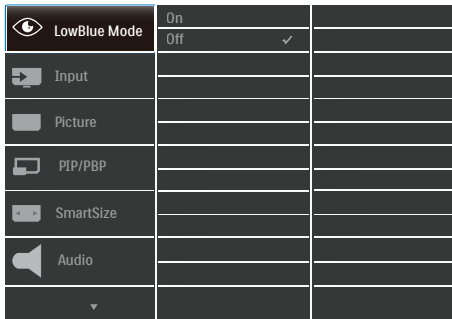 LowBlue Mode
On
Off
Input
Picture
PIP/PBP
SmartSize
Audio